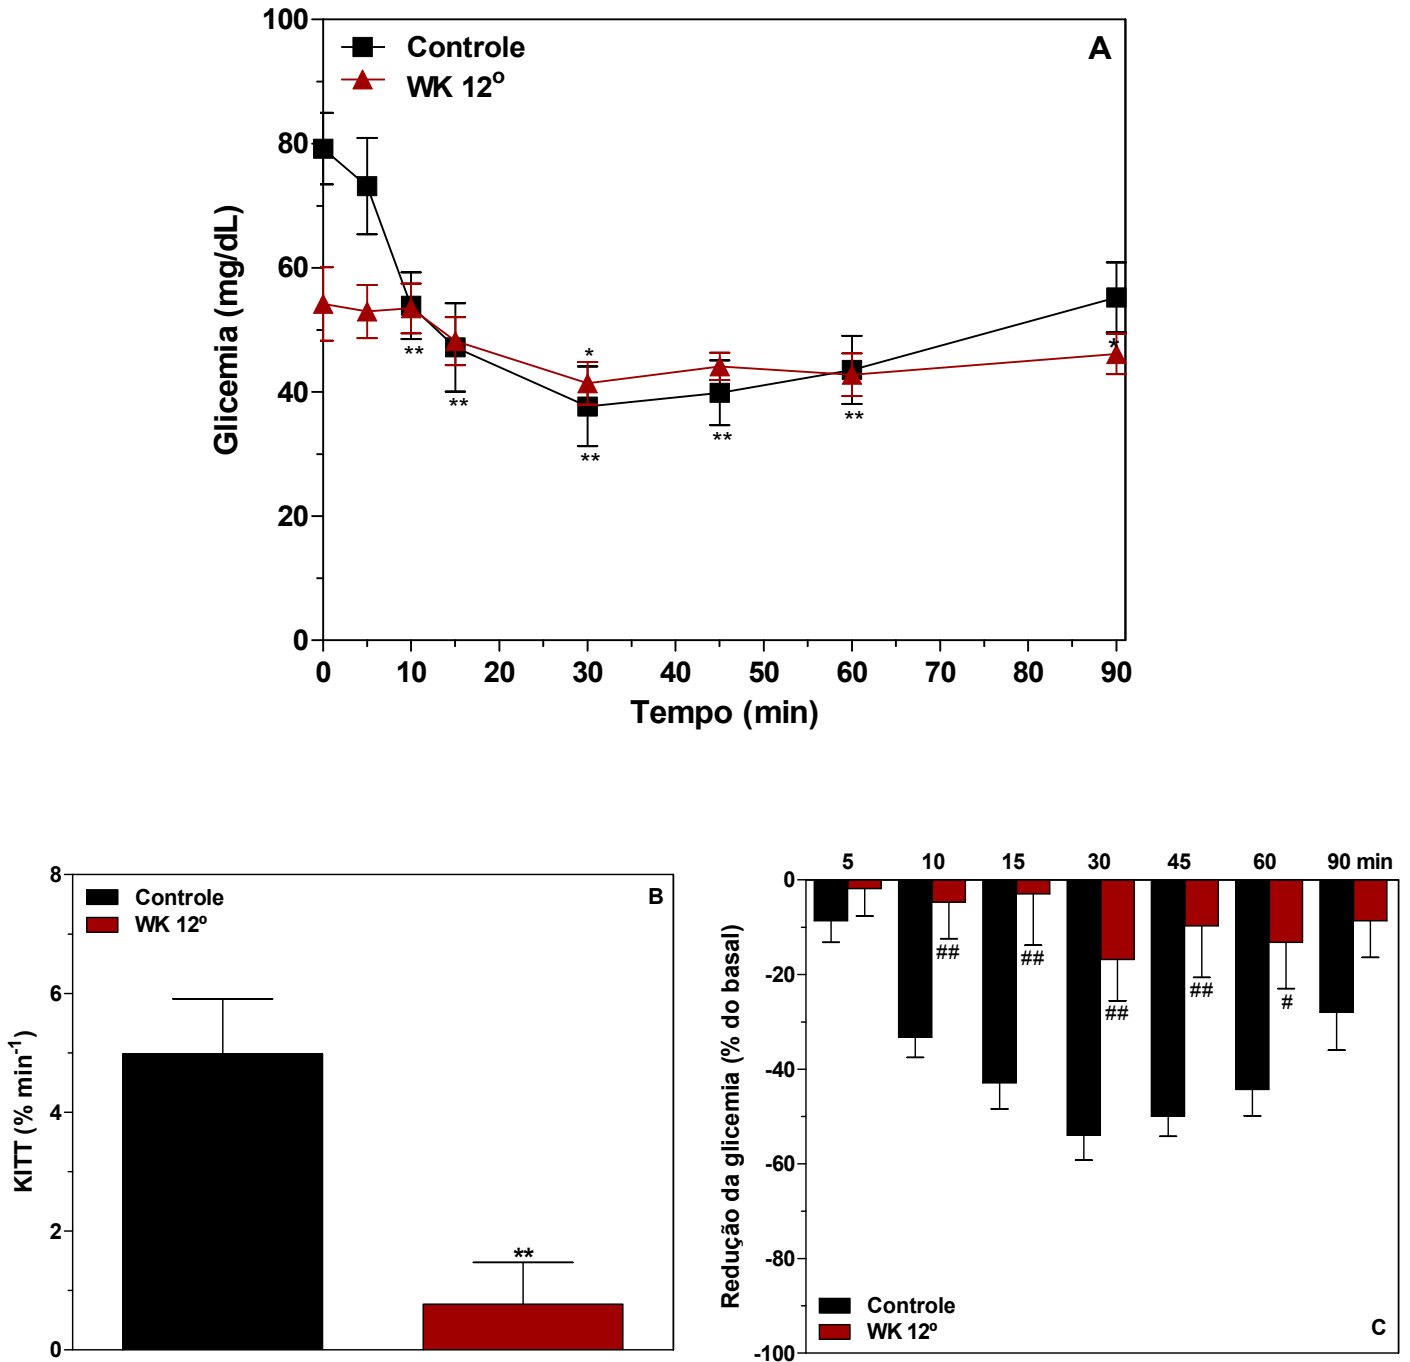 100
80
60
40
20
0
Glicemia (mg/dL)
Controle
WK 12º
A
**
**
*
**
**
**
*
0 10 20 30 40 50 60 70 80 90
Tempo (min)
8
6
4
2
0
KITT (% min⁻¹)
Controle
WK 12º
B
**
5 10 15 30 45 60 90 min
0
-20
-40
-60
-80
-100
Redução da glicemia (% do basal)
## ## ## ## #
Controle
WK 12º
C